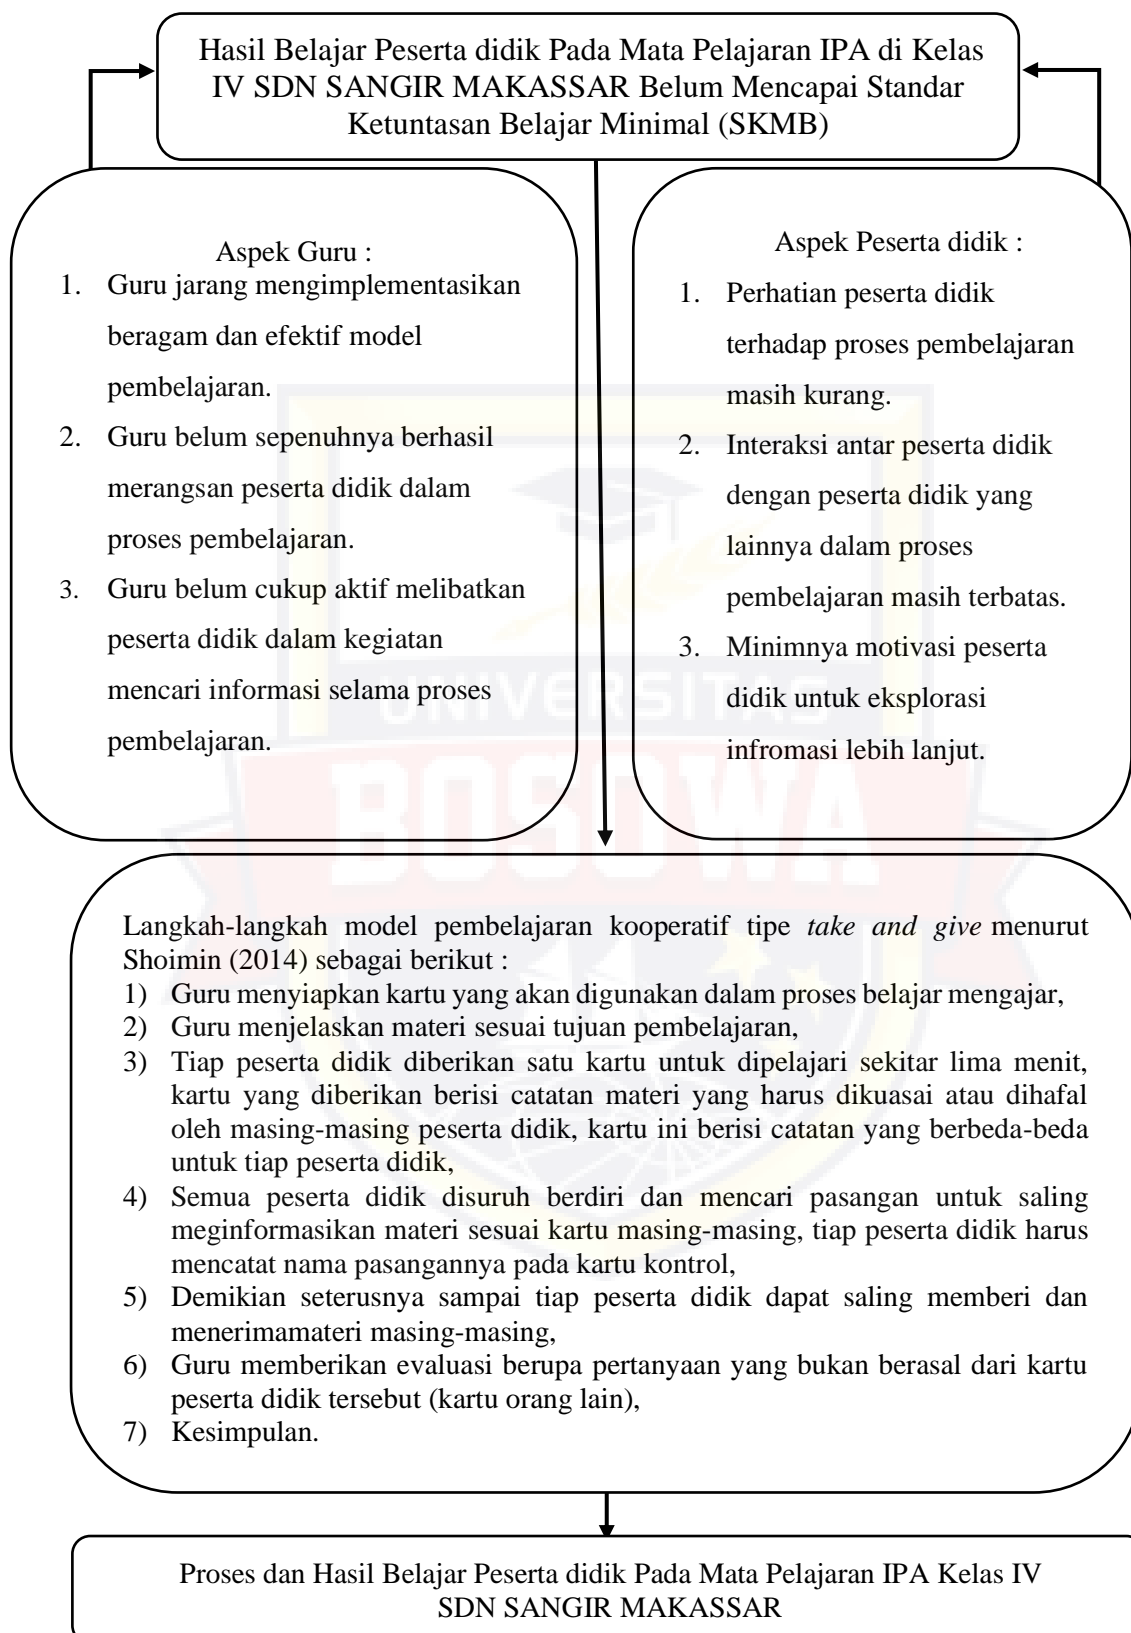 Hasil Belajar Peserta didik Pada Mata Pelajaran IPA di Kelas
IV SDN SANGIR MAKASSAR Belum Mencapai Standar
Ketuntasan Belajar Minimal (SKMB)
Aspek Guru :
1. Guru jarang mengimplementasikan
beragam dan efektif model
pembelajaran.
2. Guru belum sepenuhnya berhasil
merangsan peserta didik dalam
proses pembelajaran.
3. Guru belum cukup aktif melibatkan
peserta didik dalam kegiatan
mencari informasi selama proses
pembelajaran.
Aspek Peserta didik :
1. Perhatian peserta didik
terhadap proses pembelajaran
masih kurang.
2. Interaksi antar peserta didik
dengan peserta didik yang
lainnya dalam proses
pembelajaran masih terbatas.
3. Minimnya motivasi peserta
didik untuk eksplorasi
infromasi lebih lanjut.
UNIVERSITAS
BOSOWA
Langkah-langkah model pembelajaran kooperatif tipe take and give menurut
Shoimin (2014) sebagai berikut :
1) Guru menyiapkan kartu yang akan digunakan dalam proses belajar mengajar,
2) Guru menjelaskan materi sesuai tujuan pembelajaran,
3) Tiap peserta didik diberikan satu kartu untuk dipelajari sekitar lima menit,
kartu yang diberikan berisi catatan materi yang harus dikuasai atau dihafal
oleh masing-masing peserta didik, kartu ini berisi catatan yang berbeda-beda
untuk tiap peserta didik,
4) Semua peserta didik disuruh berdiri dan mencari pasangan untuk saling
meginformasikan materi sesuai kartu masing-masing, tiap peserta didik harus
mencatat nama pasangannya pada kartu kontrol,
5) Demikian seterusnya sampai tiap peserta didik dapat saling memberi dan
menerimamateri masing-masing,
6) Guru memberikan evaluasi berupa pertanyaan yang bukan berasal dari kartu
peserta didik tersebut (kartu orang lain),
7) Kesimpulan.
Proses dan Hasil Belajar Peserta didik Pada Mata Pelajaran IPA Kelas IV
SDN SANGIR MAKASSAR